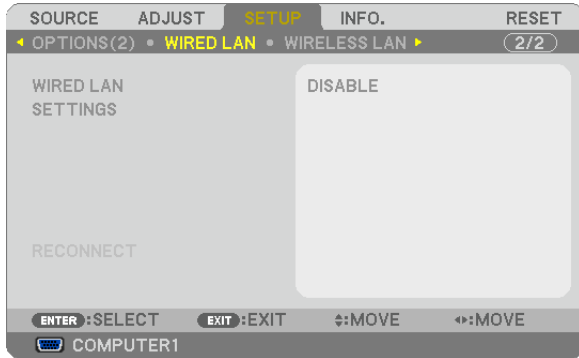 SOURCE ADJUST SETUP INFO. RESET
OPTIONS(2) • WIRED LAN • WIRELESS LAN 2/2
WIRED LAN DISABLE
SETTINGS
RECONNECT
ENTER :SELECT EXIT :EXIT :MOVE :MOVE
COMPUTER1